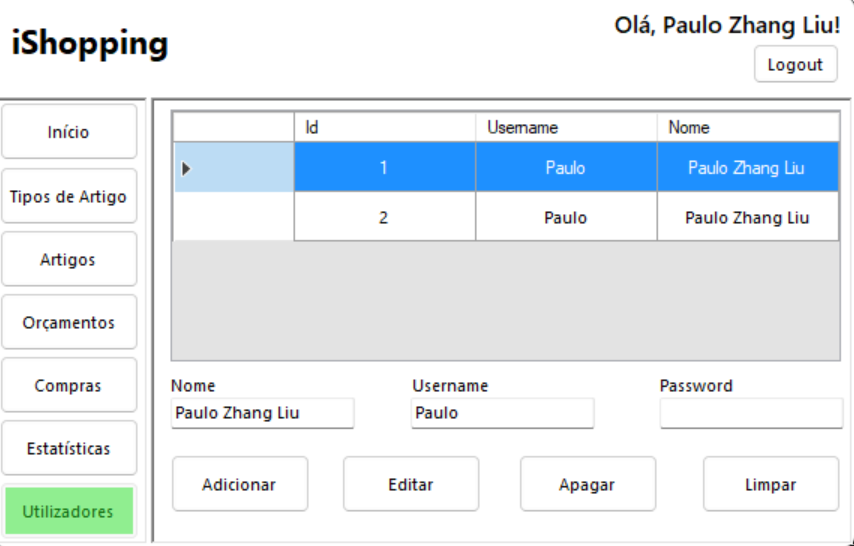 iShopping
Olá, Paulo Zhang Liu!
Logout
Início
Tipos de Artigo
Artigos
Orçamentos
Compras
Estatísticas
Utilizadores
Id Username Nome
1 Paulo Paulo Zhang Liu
2 Paulo Paulo Zhang Liu
Nome Username Password
Paulo Zhang Liu Paulo
Adicionar Editar Apagar Limpar